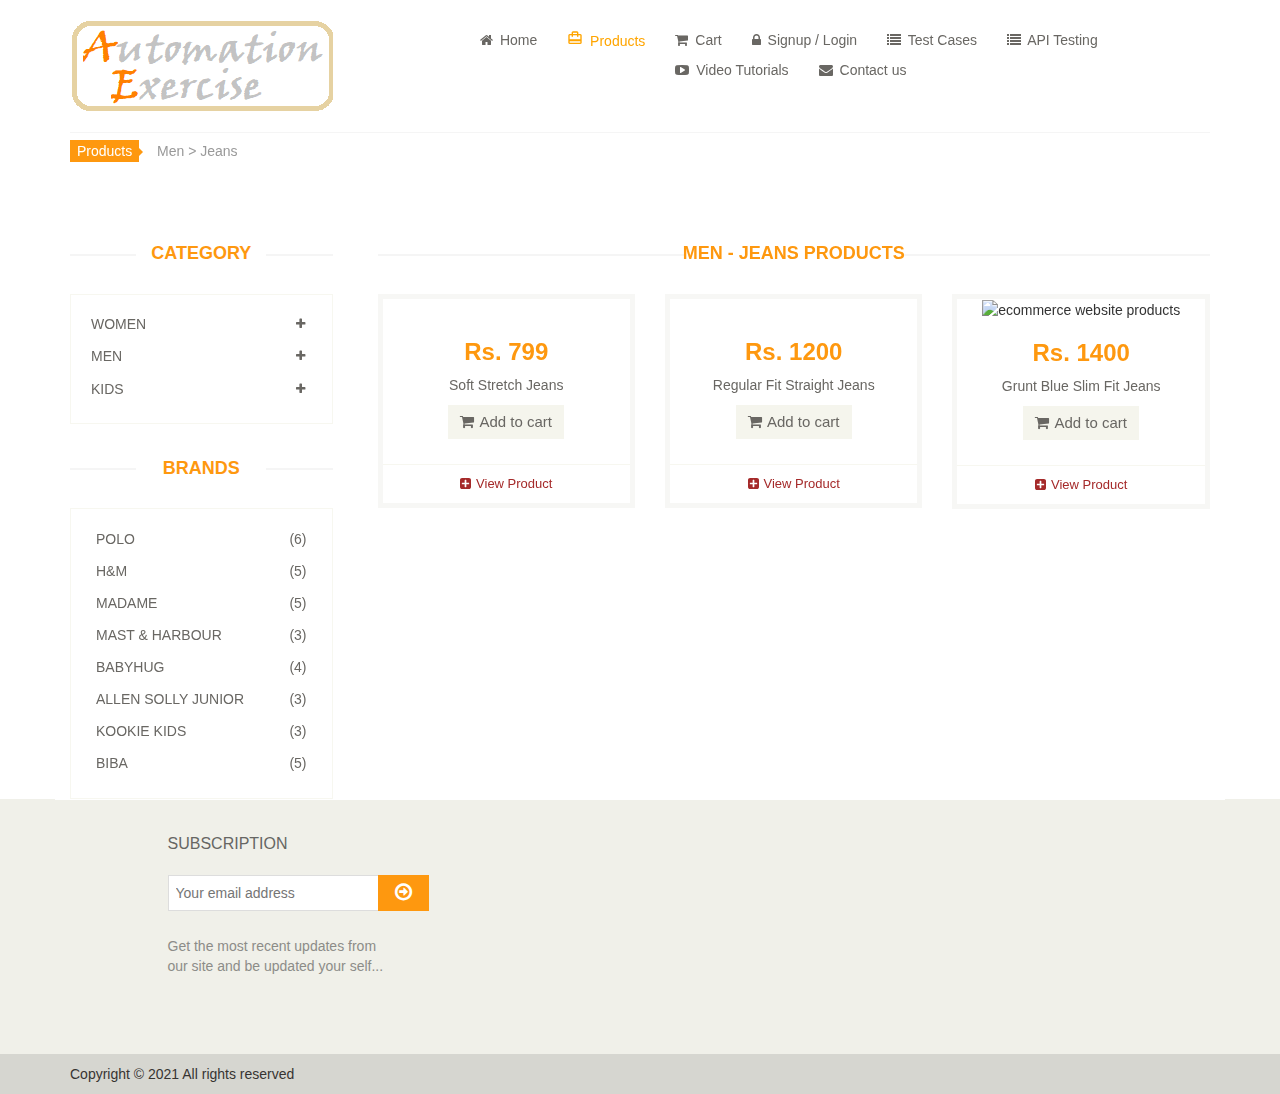 Automation
Exercise
Home
Products
Cart
Signup / Login
Test Cases
API Testing
Video Tutorials
Contact us
Products
Men > Jeans
CATEGORY
WOMEN
MEN
KIDS
BRANDS
POLO (6)
H&M (5)
MADAME (5)
MAST & HARBOUR (3)
BABYHUG (4)
ALLEN SOLLY JUNIOR (3)
KOOKIE KIDS (3)
BIBA (5)
MEN - JEANS PRODUCTS
Rs. 799
Soft Stretch Jeans
Add to cart
View Product
Rs. 1200
Regular Fit Straight Jeans
Add to cart
View Product
ecommerce website products
Rs. 1400
Grunt Blue Slim Fit Jeans
Add to cart
View Product
SUBSCRIPTION
Your email address
Get the most recent updates from
our site and be updated your self...
Copyright © 2021 All rights reserved